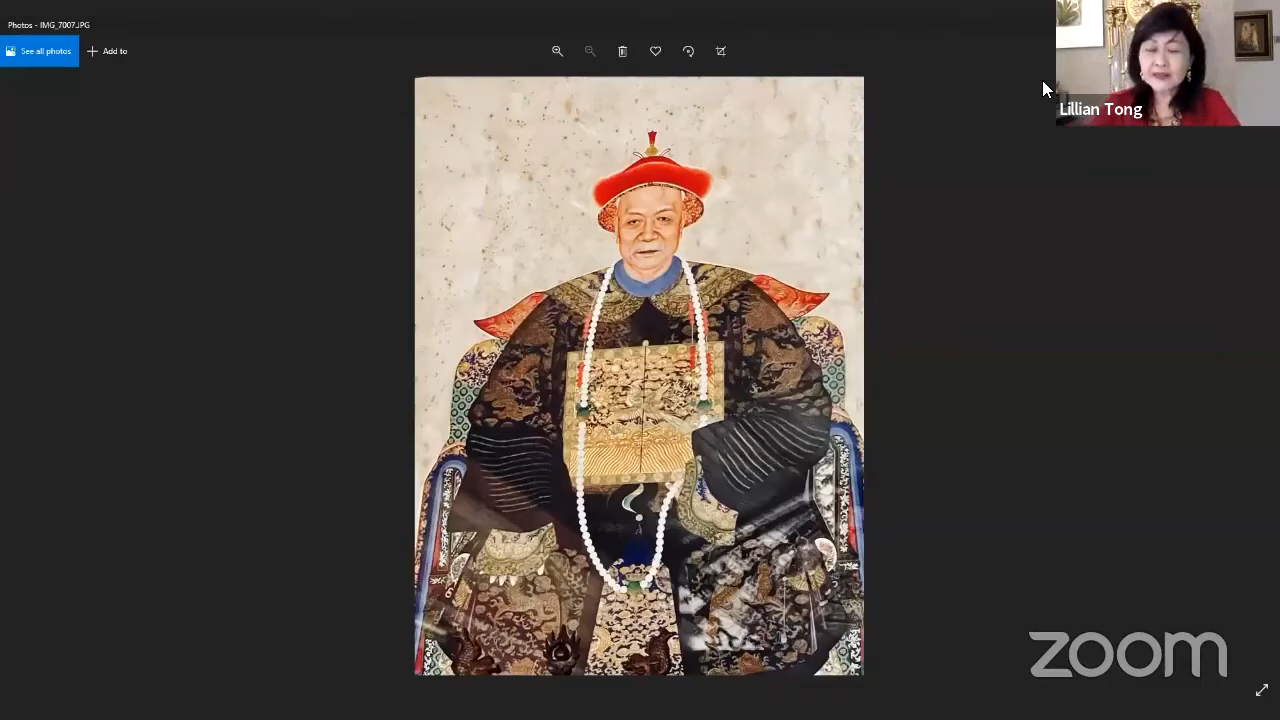 Photos - IMG_7007.JPG
See all photos
Add to
Lillian Tong
zoom